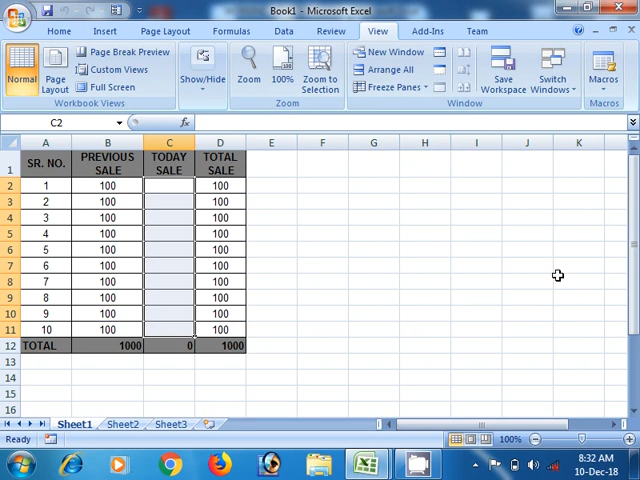 Book1 - Microsoft Excel
Home Insert Page Layout Formulas Data Review View Add-Ins Team
Normal
Page Layout
Page Break Preview
Custom Views
Full Screen
Workbook Views
Show/Hide
Zoom
100%
Zoom to Selection
Zoom
New Window
Arrange All
Freeze Panes
Save Workspace
Switch Windows
Window
Macros
Macros
C2
fx
A B C D E F G H I J K
1 SR. NO. PREVIOUS SALE TODAY SALE TOTAL SALE
2 1 100 100
3 2 100 100
4 3 100 100
5 4 100 100
6 5 100 100
7 6 100 100
8 7 100 100
9 8 100 100
10 9 100 100
11 10 100 100
12 TOTAL 1000 0 1000
13
14
15
16
Sheet1 Sheet2 Sheet3
Ready 100%
8:32 AM
10-Dec-18